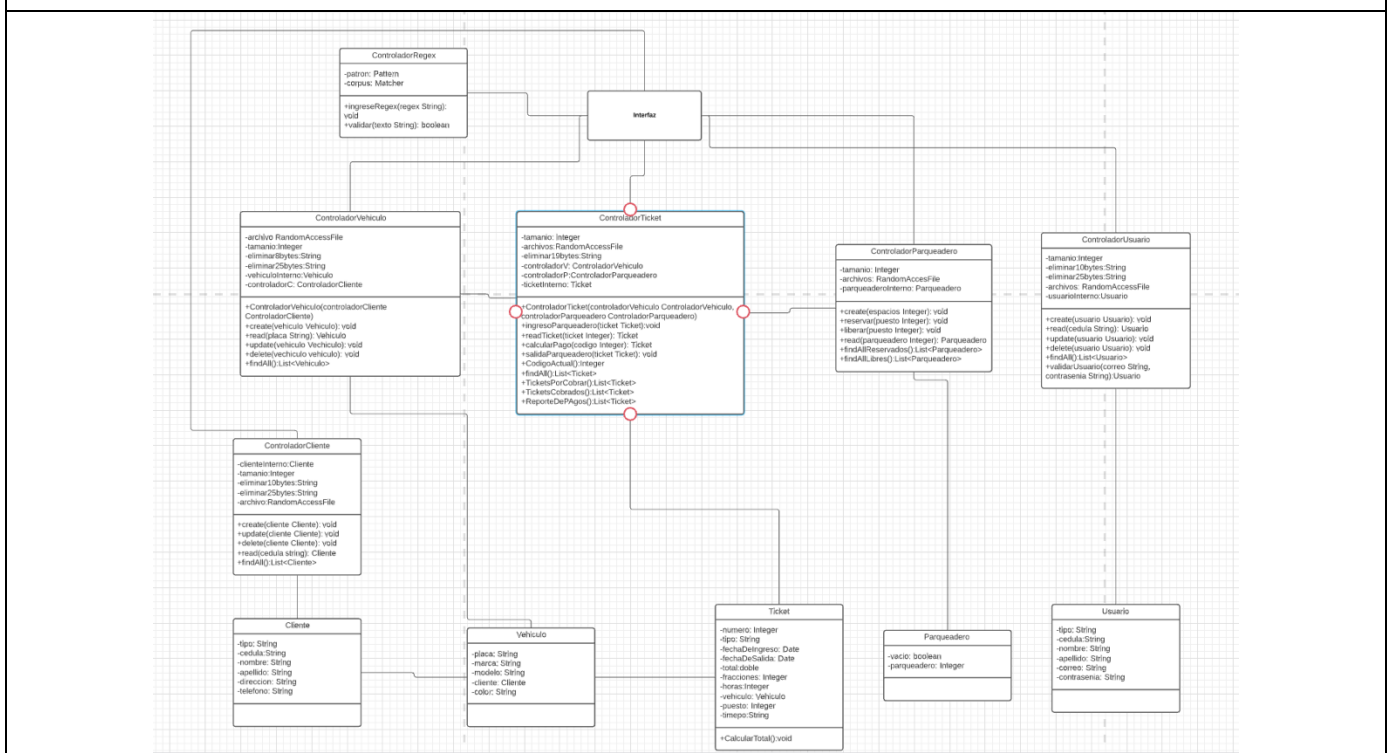 ControladorRegex
-patron: Pattern
-corpus: Matcher
+ingreseRegex(regex String):
void
+validar(texto String): boolean
Interfaz
ControladorVehiculo
-archivo RandomAccessFile
-tamanio:Integer
-eliminar8bytes:String
-eliminar25bytes:String
-vehiculoInterno:Vehiculo
-controladorC: ControladorCliente
+ControladorVehiculo(controladorCliente
ControladorCliente)
+create(vehiculo Vehiculo): void
+read(placa String): Vehiculo
+update(vehiculo Vechiculo): void
+delete(vechiculo vehiculo): void
+findAll():List<Vehiculo>
ControladorTicket
-tamanio: Integer
-archivos:RandomAccessFile
-eliminar19bytes:String
-controladorV: ControladorVehiculo
-controladorP:ControladorParqueadero
-ticketInterno: Ticket
+ControladorTicket(controladorVehiculo ControladorVehiculo,
controladorParqueadero ControladorParqueadero)
+ingresoParqueadero(ticket Ticket):void
+readTicket(ticket Integer): Ticket
+calcularPago(codigo Integer): Ticket
+salidaParqueadero(ticket Ticket): void
+CodigoActual():Integer
+findAll():List<Ticket>
+TicketsPorCobrar():List<Ticket>
+TicketsCobrados():List<Ticket>
+ReporteDePAgos():List<Ticket>
ControladorParqueadero
-tamanio: Integer
-archivos: RandomAccesFile
-parqueaderoInterno: Parqueadero
+create(espacios Integer): void
+reservar(puesto Integer): void
+liberar(puesto Integer): void
+read(parqueadero Integer): Parqueadero
+findAllReservados():List<Parqueadero>
+findAllLibres():List<Parqueadero>
ControladorUsuario
-tamanio:Integer
-eliminar10bytes:String
-eliminar25bytes:String
-archivos: RandomAccessFile
-usuarioInterno:Usuario
+create(usuario Usuario): void
+read(cedula String): Usuario
+update(usuario Usuario): void
+delete(usuario Usuario): void
+findAll():List<Usuario>
+validarUsuario(correo String,
contrasenia String):Usuario
ControladorCliente
-clienteInterno:Cliente
-tamanio:Integer
-eliminar10bytes:String
-eliminar25bytes:String
-archivo:RandomAccessFile
+create(cliente Cliente): void
+update(cliente Cliente): void
+delete(cliente Cliente): void
+read(cedula string): Cliente
+findAll():List<Cliente>
Cliente
-tipo: String
-cedula:String
-nombre: String
-apellido: String
-direccion: String
-telefono: String
Vehiculo
-placa: String
-marca: String
-modelo: String
-cliente: Cliente
-color: String
Ticket
-numero: Integer
-tipo: String
-fechaDeIngreso: Date
-fechaDeSalida: Date
-total:doble
-fracciones: Integer
-horas:Integer
-vehiculo: Vehiculo
-puesto: Integer
-timepo:String
+CalcularTotal():void
Parqueadero
-vacio: boolean
-parqueadero: Integer
Usuario
-tipo: String
-cedula:String
-nombre: String
-apellido: String
-correo: String
-contrasenia: String